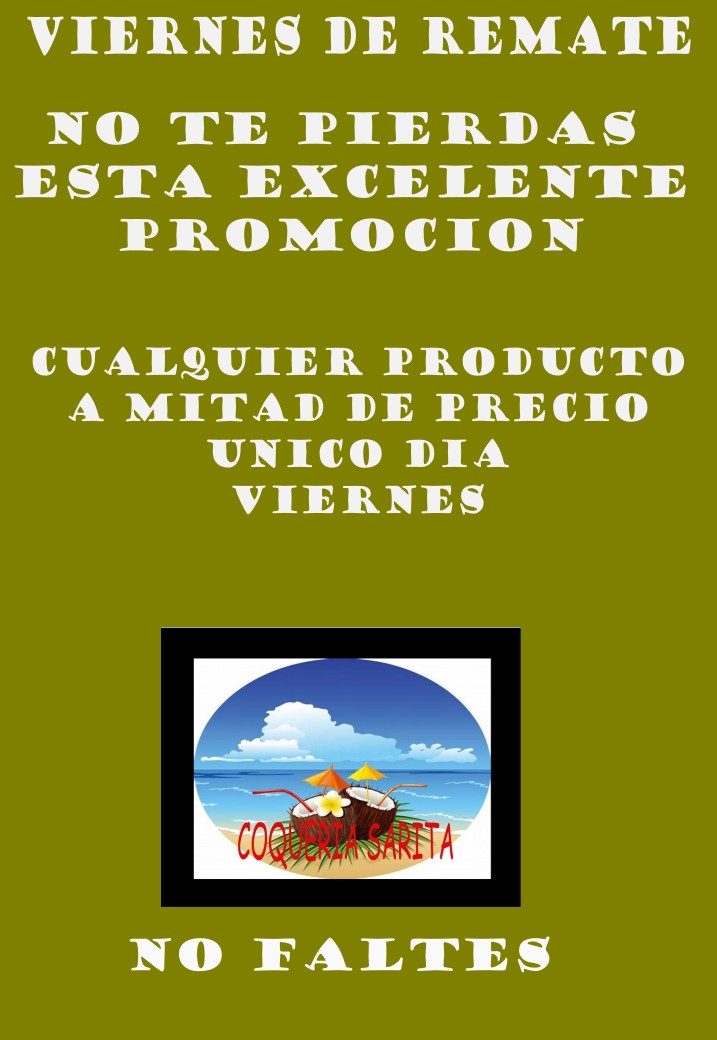 VIERNES DE REMATE
NO TE PIERDAS
ESTA EXCELENTE
PROMOCION
CUALQUIER PRODUCTO
A MITAD DE PRECIO
UNICO DIA
VIERNES
COQUERIA SARITA
NO FALTES